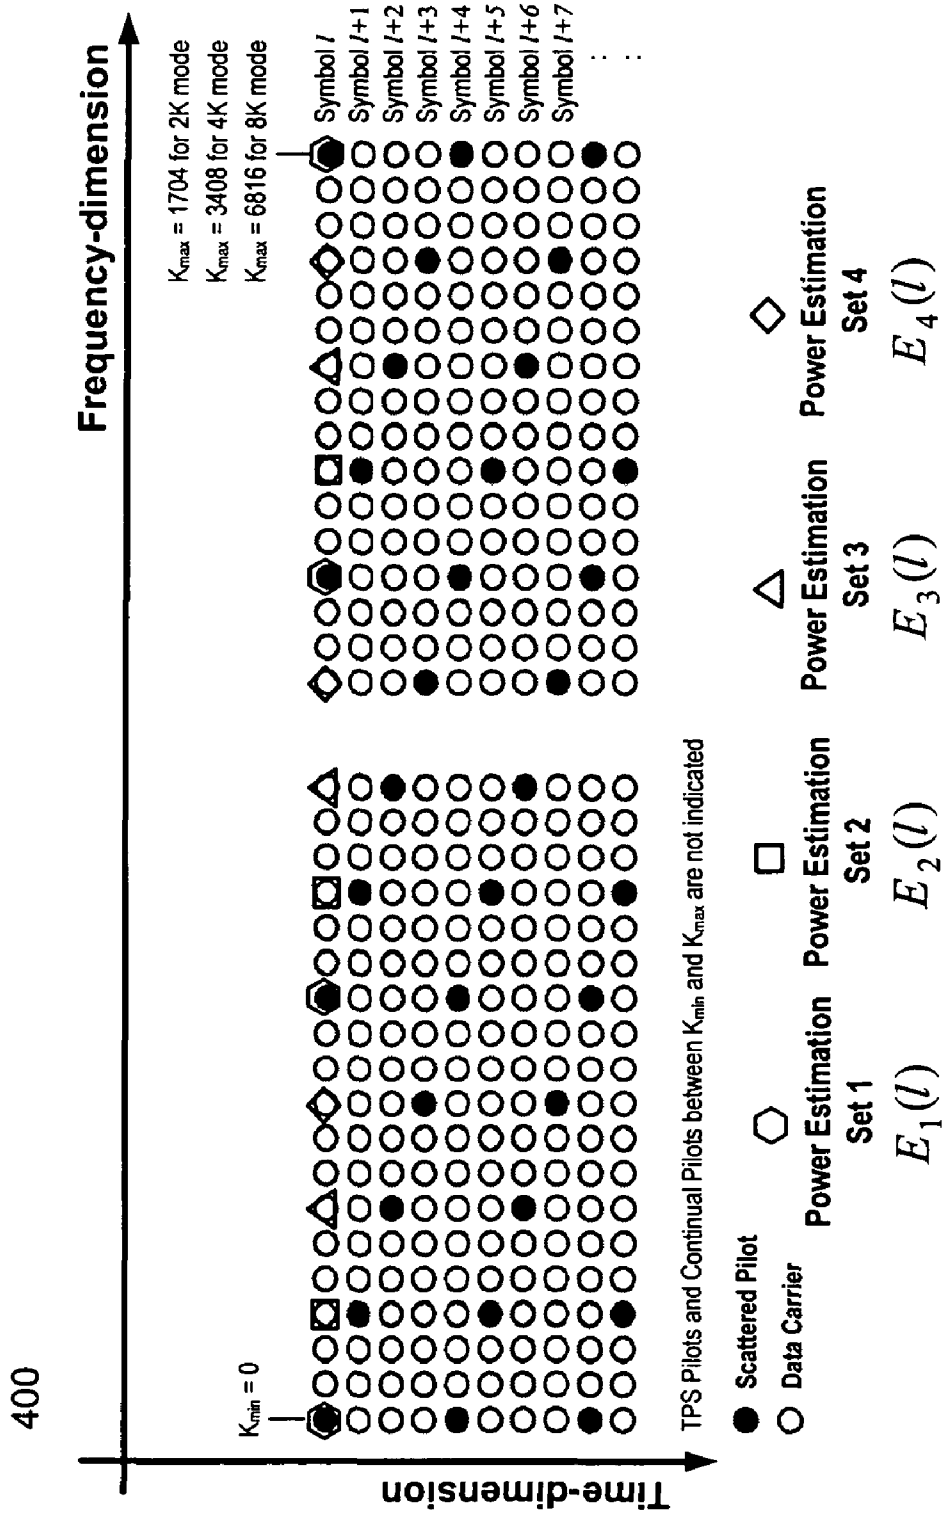 400
Frequency-dimension
Time-dimension
Kmin = 0
Kmax = 1704 for 2K mode
Kmax = 3408 for 4K mode
Kmax = 6816 for 8K mode
Symbol l
Symbol l+1
Symbol l+2
Symbol l+3
Symbol l+4
Symbol l+5
Symbol l+6
Symbol l+7
:
:
TPS Pilots and Continual Pilots between Kmin and Kmax are not indicated
Scattered Pilot
Data Carrier
Power Estimation
Set 1
E1(l)
Power Estimation
Set 2
E2(l)
Power Estimation
Set 3
E3(l)
Power Estimation
Set 4
E4(l)